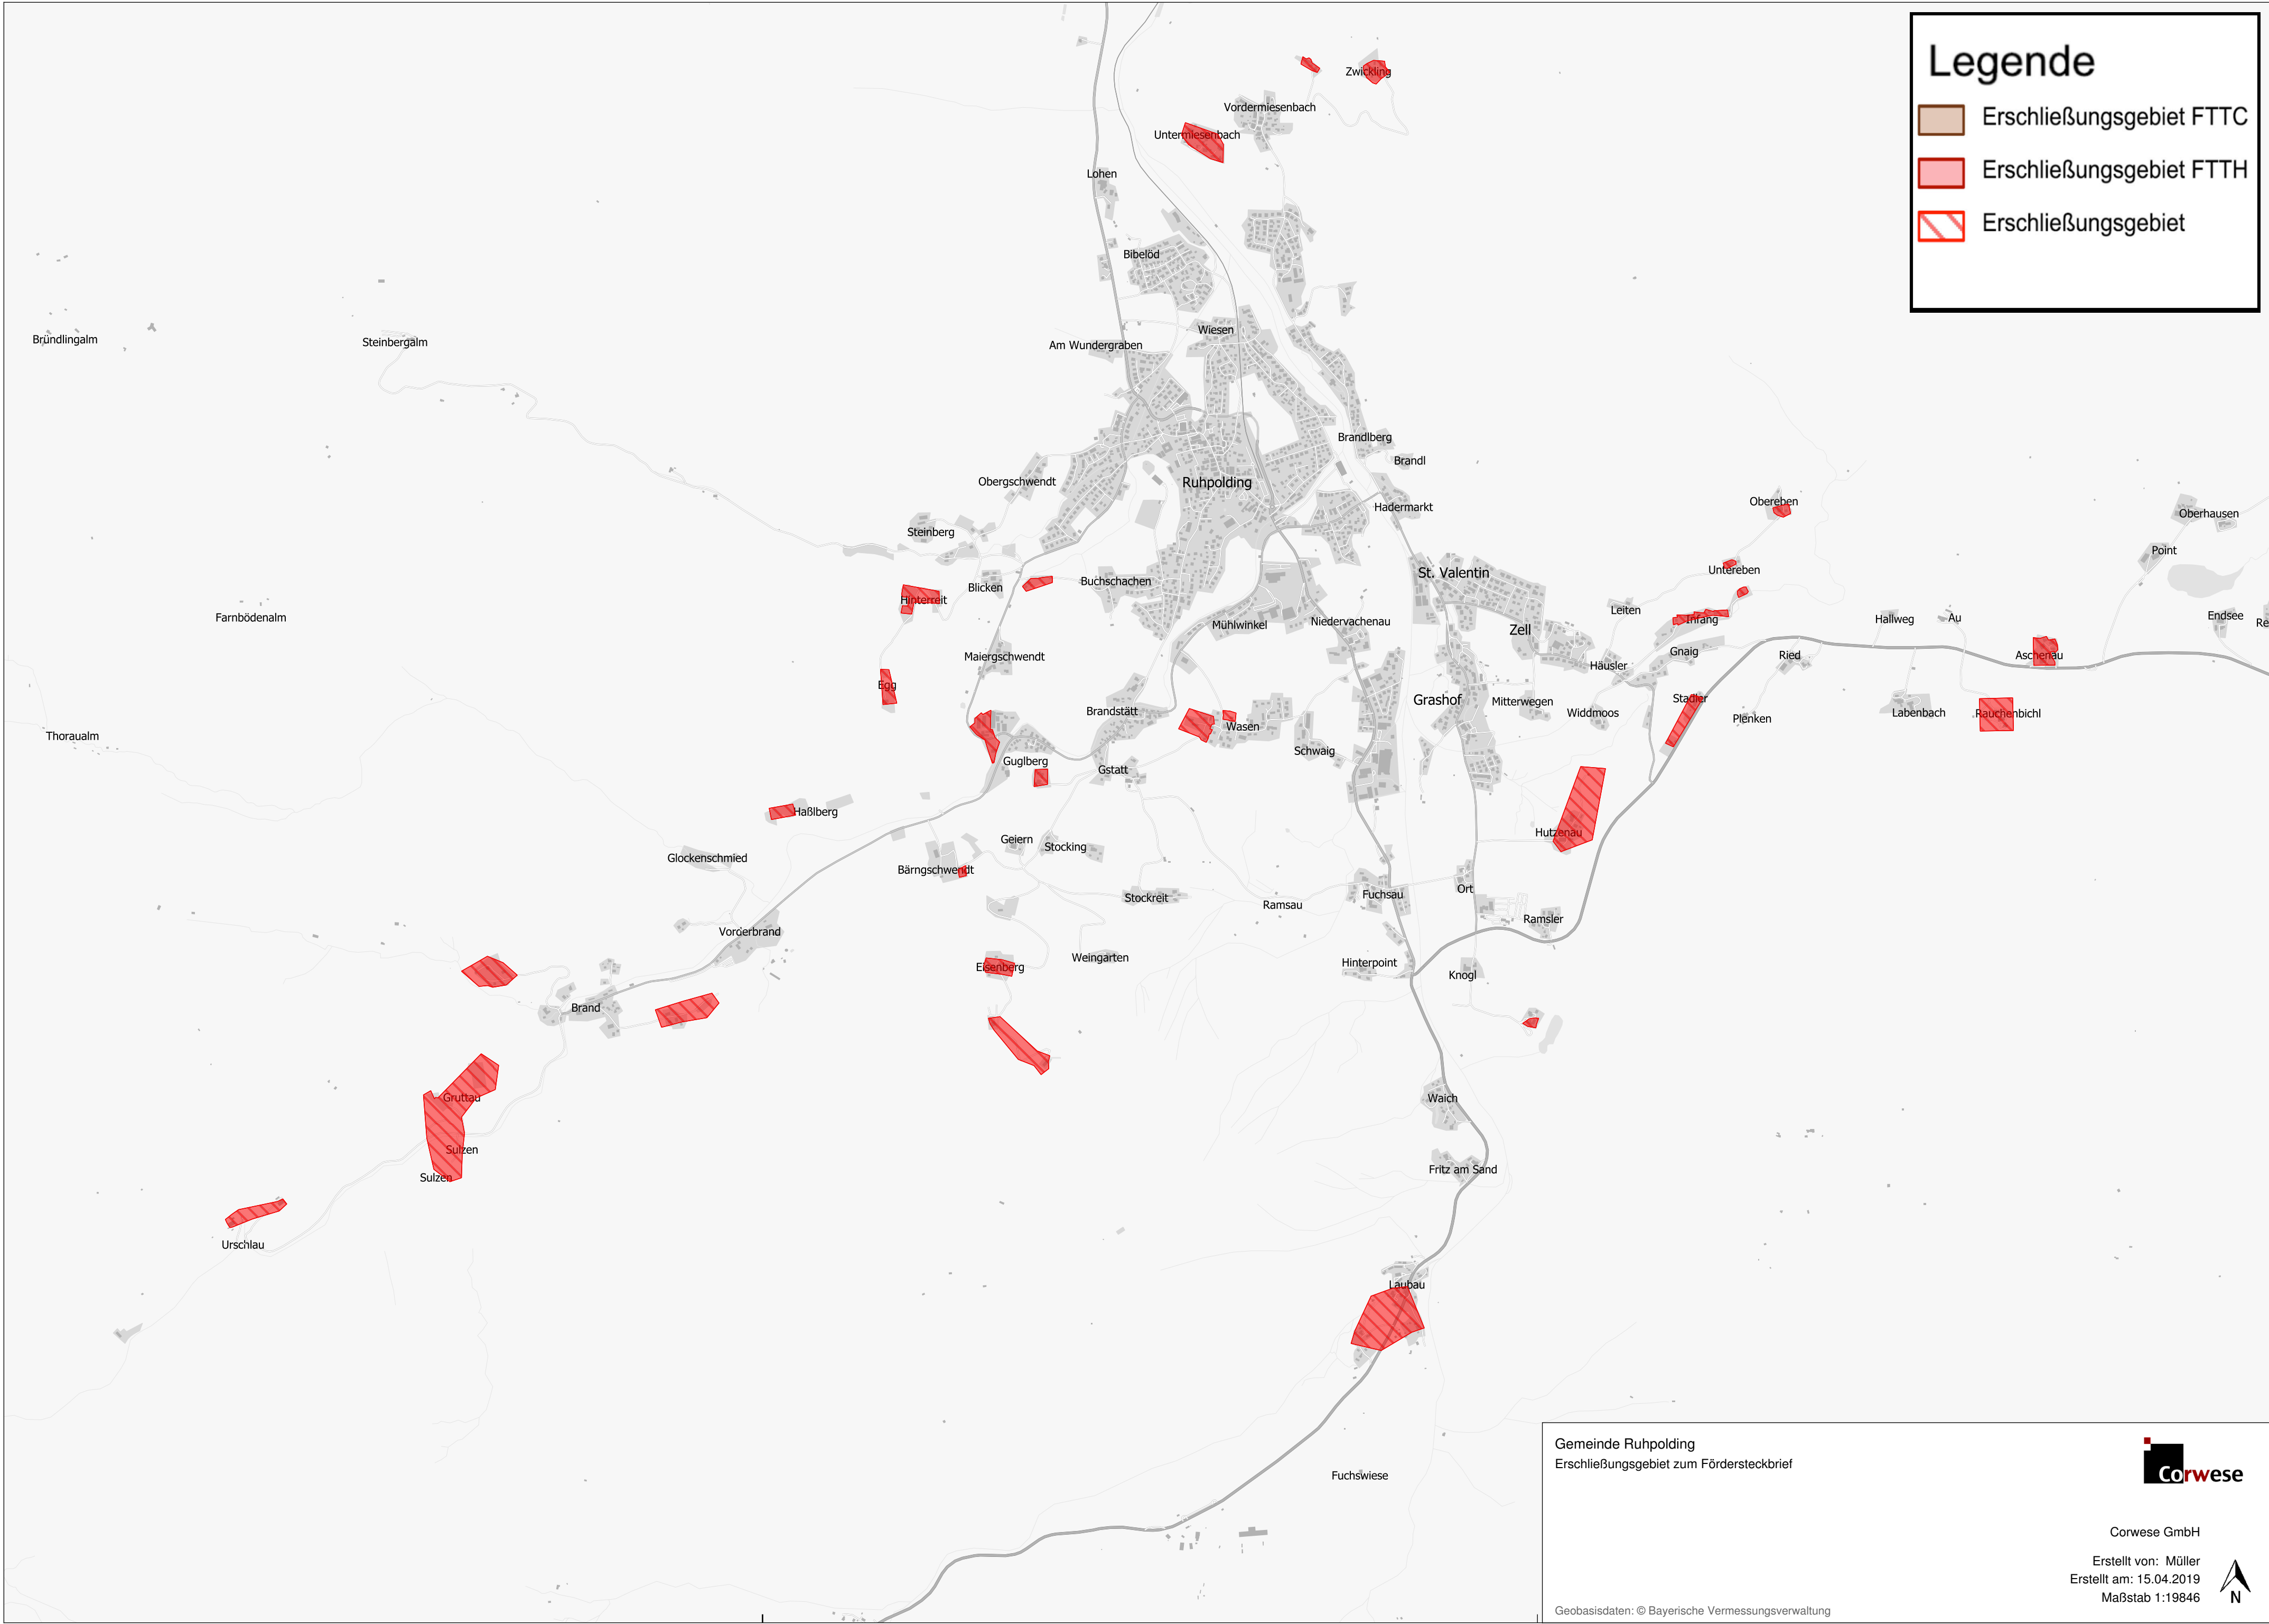 Legende
Erschließungsgebiet FTTC
Erschließungsgebiet FTTH
Erschließungsgebiet
Zwickling
Vordermiesenbach
Untermiesenbach
Lohen
Bibelöd
Wiesen
Am Wundergraben
Bründlingalm
Steinbergalm
Brandlberg
Brandl
Obergschwendt
Ruhpolding
Hadermarkt
Obereben
Oberhausen
Steinberg
Point
Untereben
St. Valentin
Buchschachen
Blicken
Hinterreit
Leiten
Farnbödenalm
Infang
Hallweg
Au
Endsee
Re
Mühlwinkel
Niedervachenau
Zell
Maiergschwendt
Gnaig
Ried
Aschenau
Häusler
Egg
Grashof
Mitterwegen
Stadler
Brandstätt
Widdmoos
Plenken
Labenbach
Rauchenbichl
Wasen
Thoraualm
Schwaig
Guglberg
Gstatt
Haßlberg
Hutzenau
Geiern
Stocking
Glockenschmied
Bärngschwendt
Ort
Fuchsau
Stockreit
Ramsau
Ramsler
Vorderbrand
Weingarten
Hinterpoint
Eisenberg
Knogl
Brand
Gruttau
Waich
Sulzen
Fritz am Sand
Sulzen
Urschlau
Laubau
Fuchswiese
Gemeinde Ruhpolding
Erschließungsgebiet zum Fördersteckbrief
Corwese
Corwese GmbH
Erstellt von: Müller
Erstellt am: 15.04.2019
Maßstab 1:19846
N
Geobasisdaten: © Bayerische Vermessungsverwaltung